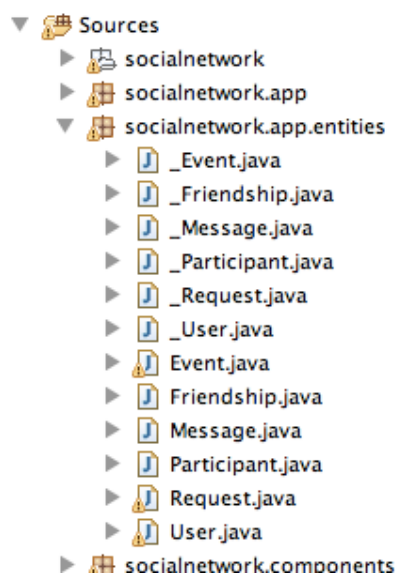 Sources
socialnetwork
socialnetwork.app
socialnetwork.app.entities
_Event.java
_Friendship.java
_Message.java
_Participant.java
_Request.java
_User.java
Event.java
Friendship.java
Message.java
Participant.java
Request.java
User.java
socialnetwork.components